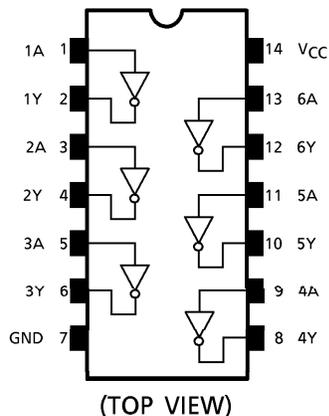 1A 1 14 VCC
1Y 2 13 6A
2A 3 12 6Y
2Y 4 11 5A
3A 5 10 5Y
3Y 6 9 4A
GND 7 8 4Y
(TOP VIEW)